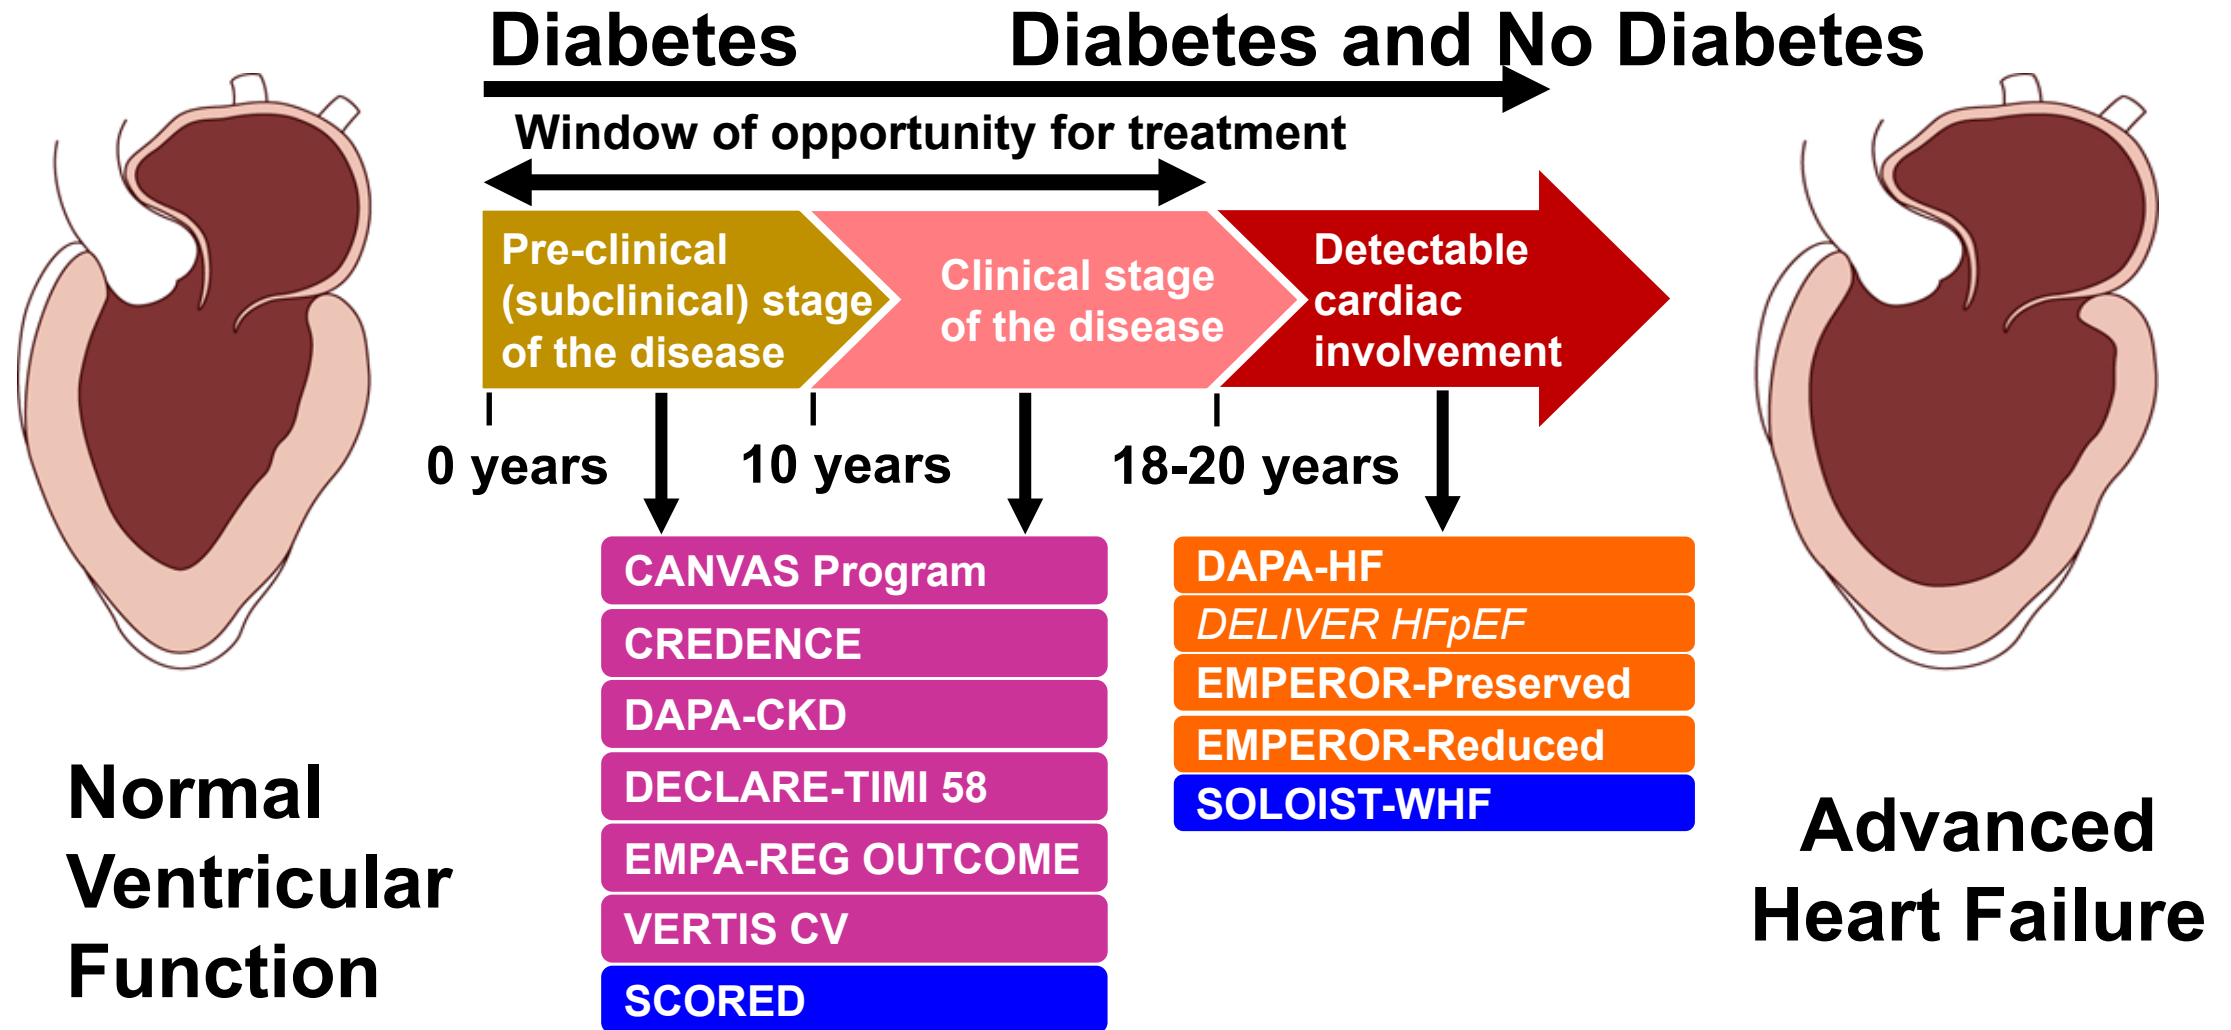 Diabetes
Diabetes and No Diabetes
Window of opportunity for treatment
Pre-clinical
(subclinical) stage
of the disease
Clinical stage
of the disease
Detectable
cardiac
involvement
0 years
10 years
18-20 years
CANVAS Program
CREDENCE
DAPA-CKD
DECLARE-TIMI 58
EMPA-REG OUTCOME
VERTIS CV
SCORED
DAPA-HF
DELIVER HFpEF
EMPEROR-Preserved
EMPEROR-Reduced
SOLOIST-WHF
Normal
Ventricular
Function
Advanced
Heart Failure